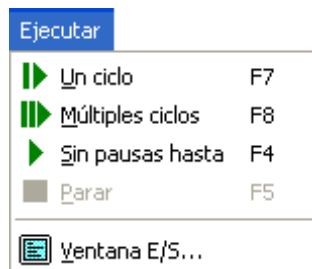 Ejecutar
Un ciclo F7
Múltiples ciclos F8
Sin pausas hasta F4
Parar F5
Ventana E/S...